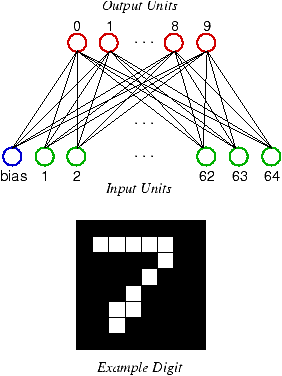 Output Units
0 1 ... 8 9
...
...
bias 1 2 62 63 64
Input Units
Example Digit